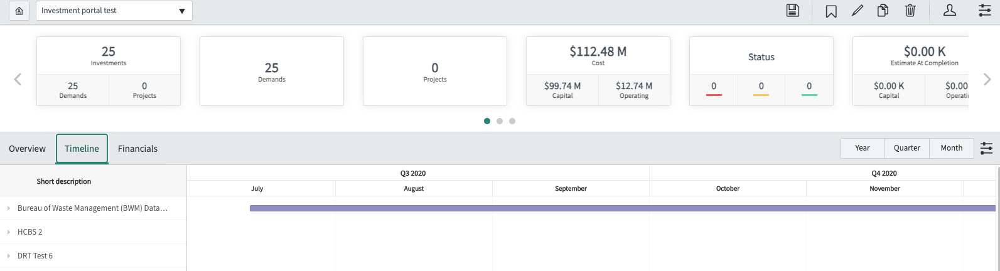 Investment portal test
25
Investments
25
Demands
0
Projects
25
Demands
0
Projects
$112.48 M
Cost
$99.74 M
Capital
$12.74 M
Operating
Status
0
0
0
$0.00 K
Estimate At Completion
$0.00 K
Capital
$0.00
Operati
Overview
Timeline
Financials
Year
Quarter
Month
Short description
Q3 2020
Q4 2020
July
August
September
October
November
Bureau of Waste Management (BWM) Data...
HCBS 2
DRT Test 6